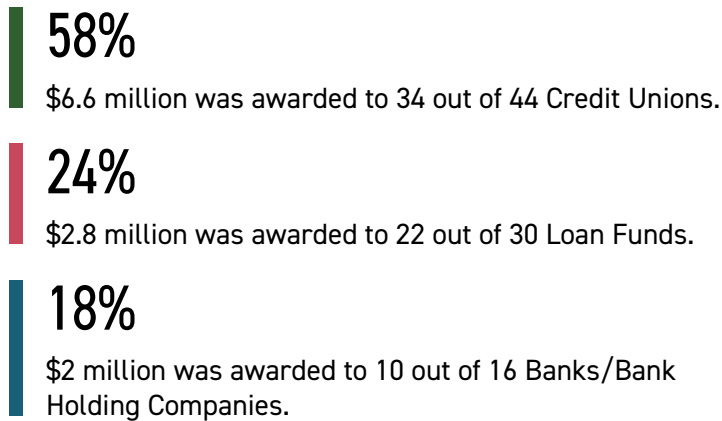 58%
$6.6 million was awarded to 34 out of 44 Credit Unions.
24%
$2.8 million was awarded to 22 out of 30 Loan Funds.
18%
$2 million was awarded to 10 out of 16 Banks/Bank
Holding Companies.